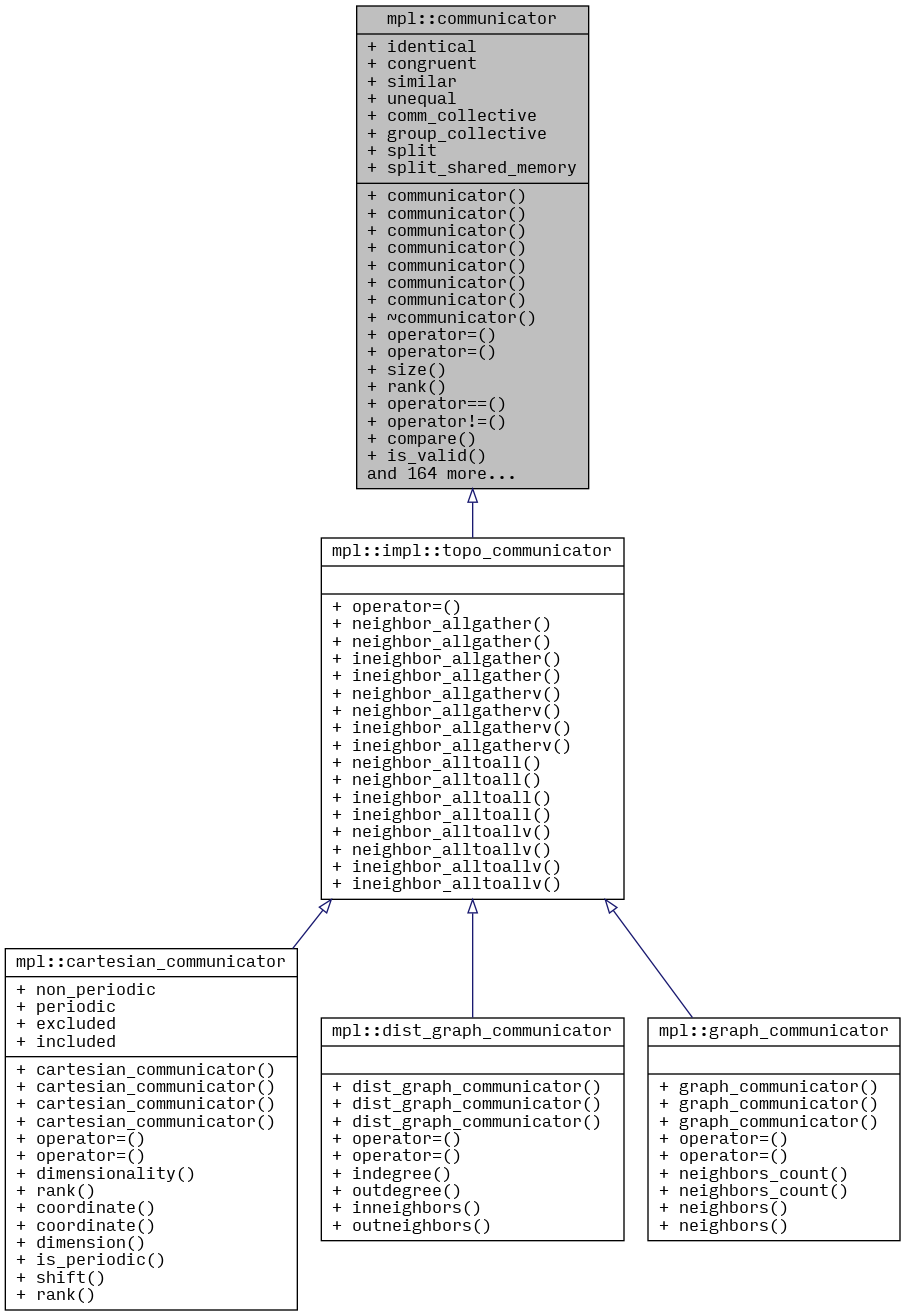 mpl::communicator
+ identical
+ congruent
+ similar
+ unequal
+ comm_collective
+ group_collective
+ split
+ split_shared_memory
+ communicator()
+ communicator()
+ communicator()
+ communicator()
+ communicator()
+ communicator()
+ communicator()
+ ~communicator()
+ operator=()
+ operator=()
+ size()
+ rank()
+ operator==()
+ operator!=()
+ compare()
+ is_valid()
and 164 more...
mpl::impl::topo_communicator
+ operator=()
+ neighbor_allgather()
+ neighbor_allgather()
+ ineighbor_allgather()
+ ineighbor_allgather()
+ neighbor_allgatherv()
+ neighbor_allgatherv()
+ ineighbor_allgatherv()
+ ineighbor_allgatherv()
+ neighbor_alltoall()
+ neighbor_alltoall()
+ ineighbor_alltoall()
+ ineighbor_alltoall()
+ neighbor_alltoallv()
+ neighbor_alltoallv()
+ ineighbor_alltoallv()
+ ineighbor_alltoallv()
mpl::cartesian_communicator
+ non_periodic
+ periodic
+ excluded
+ included
+ cartesian_communicator()
+ cartesian_communicator()
+ cartesian_communicator()
+ cartesian_communicator()
+ operator=()
+ operator=()
+ dimensionality()
+ rank()
+ coordinate()
+ coordinate()
+ dimension()
+ is_periodic()
+ shift()
+ rank()
mpl::dist_graph_communicator
+ dist_graph_communicator()
+ dist_graph_communicator()
+ dist_graph_communicator()
+ operator=()
+ operator=()
+ indegree()
+ outdegree()
+ inneighbors()
+ outneighbors()
mpl::graph_communicator
+ graph_communicator()
+ graph_communicator()
+ graph_communicator()
+ operator=()
+ operator=()
+ neighbors_count()
+ neighbors_count()
+ neighbors()
+ neighbors()